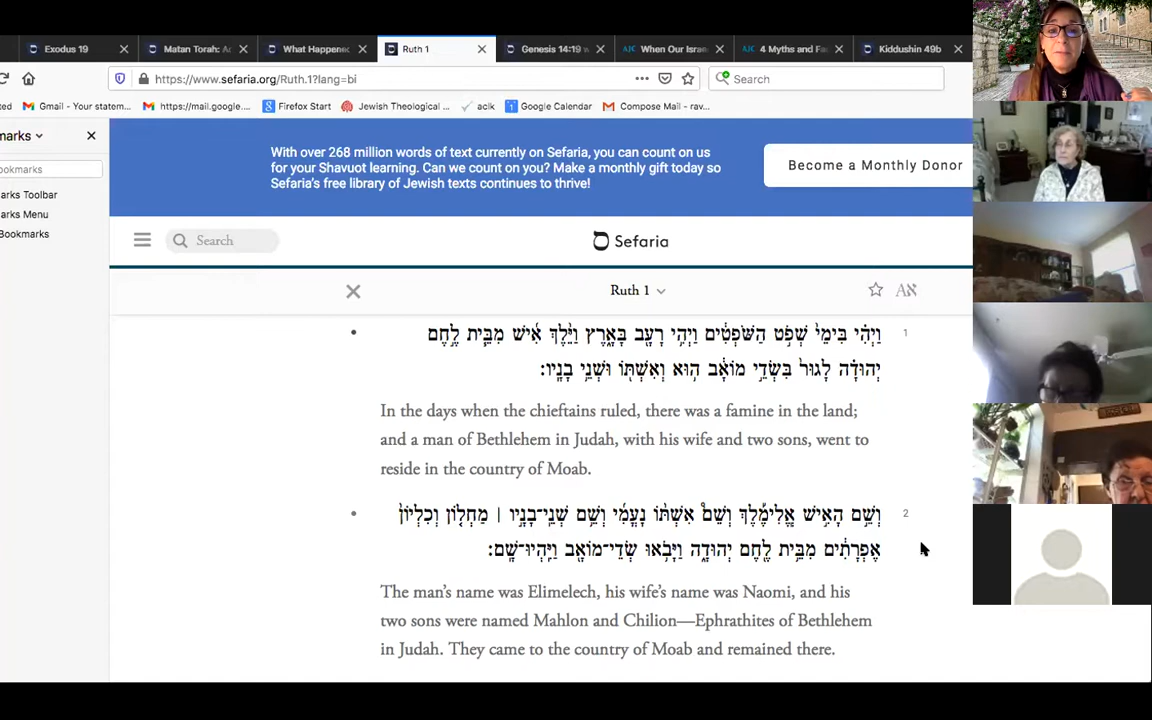 Exodus 19
Matan Torah: Ac
What Happene
Ruth 1
Genesis 14:19 w
When Our Israe
4 Myths and Fa
Kiddushin 49b
https://www.sefaria.org/Ruth.1?lang=bi
Search
ted
Gmail - Your statem...
https://mail.google....
Firefox Start
Jewish Theological ...
aclk
Google Calendar
Compose Mail - rav...
marks
ookmarks
arks Toolbar
arks Menu
Bookmarks
With over 268 million words of text currently on Sefaria, you can count on us
for your Shavuot learning. Can we count on you? Make a monthly gift today so
Sefaria's free library of Jewish texts continues to thrive!
Become a Monthly Donor
Search
Sefaria
Ruth 1
אA
1
וַיְהִ֗י בִּימֵי֙ שְׁפֹ֣ט הַשֹּׁפְטִ֔ים וַיְהִ֥י רָעָ֖ב בָּאָ֑רֶץ וַיֵּ֨לֶךְ אִ֜ישׁ מִבֵּ֧ית לֶ֣חֶם
יְהוּדָ֗ה לָגוּר֙ בִּשְׂדֵ֣י מוֹאָ֔ב ה֥וּא וְאִשְׁתּ֖וֹ וּשְׁנֵ֥י בָנָֽיו׃
In the days when the chieftains ruled, there was a famine in the land;
and a man of Bethlehem in Judah, with his wife and two sons, went to
reside in the country of Moab.
2
וְשֵׁ֣ם הָאִ֣ישׁ אֱ‍ֽלִימֶ֡לֶךְ וְשֵׁם֩ אִשְׁתּ֨וֹ נָעֳמִ֜י וְשֵׁ֥ם שְׁנֵֽי־בָנָ֣יו ׀ מַחְל֤וֹן וְכִלְיוֹן֙
אֶפְרָתִ֔ים מִבֵּ֥ית לֶ֖חֶם יְהוּדָ֑ה וַיָּבֹ֥אוּ שְׂדֵי־מוֹאָ֖ב וַיִּֽהְיוּ־שָֽׁם׃
The man's name was Elimelech, his wife's name was Naomi, and his
two sons were named Mahlon and Chilion—Ephrathites of Bethlehem
in Judah. They came to the country of Moab and remained there.